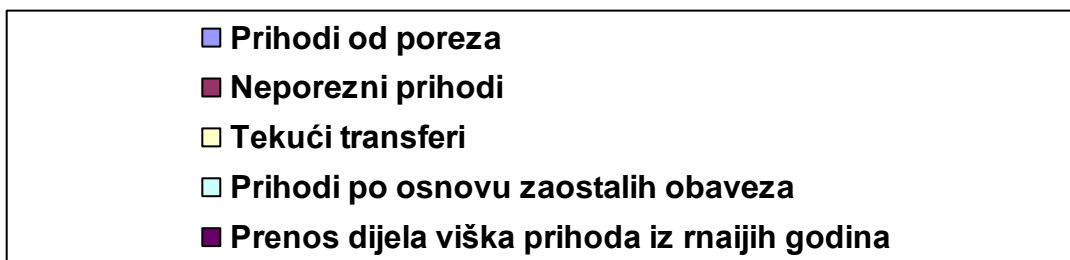 Prihodi od poreza
Neporezni prihodi
Tekući transferi
Prihodi po osnovu zaostalih obaveza
Prenos dijela viška prihoda iz rnaijih godina